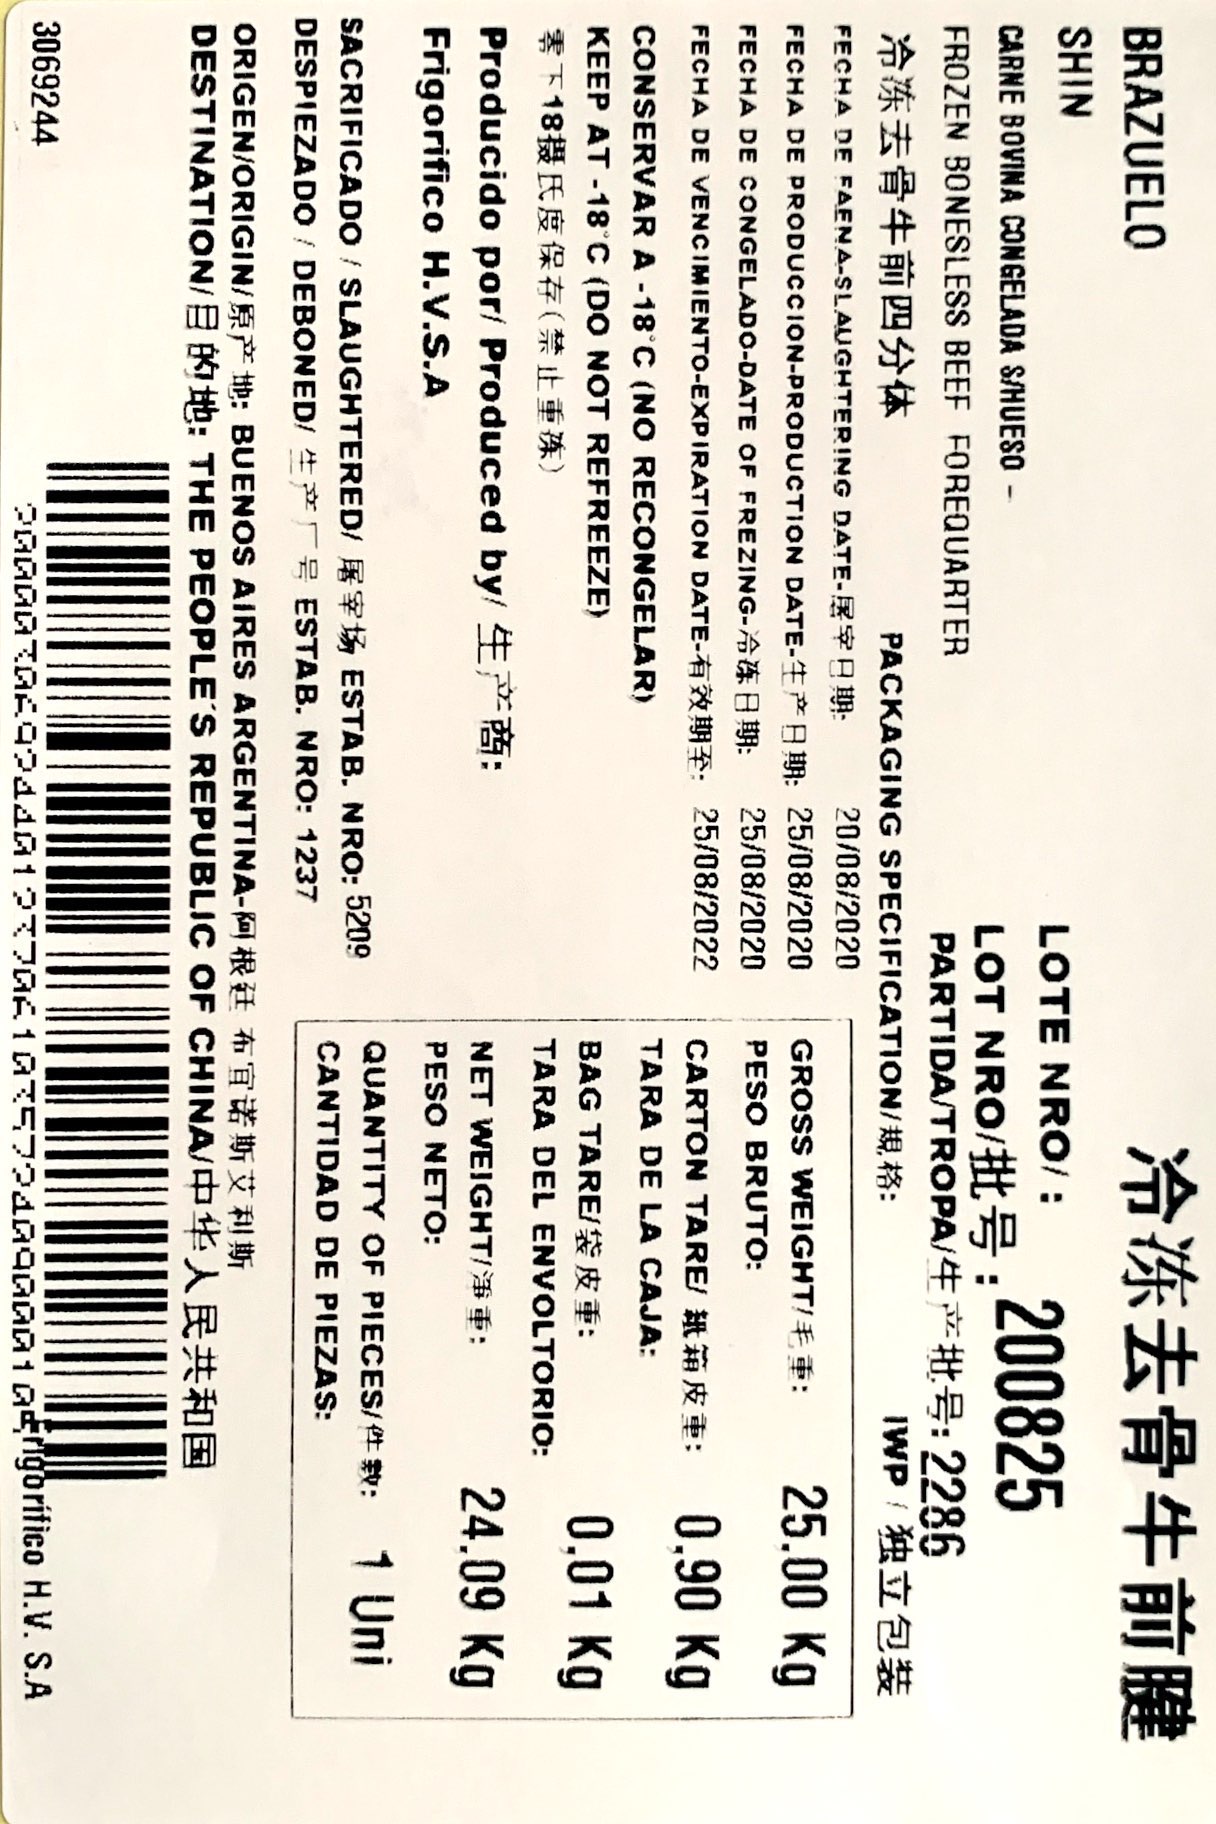 BRAZUELO
冷冻去骨牛前腱
SHIN
LOTE NRO/:
LOT NRO/批号: 200825
CARNE BOVINA CONGELADA S/HUESO -
FROZEN BONESLESS BEEF FOREQUARTER
PARTIDA/TROPA/生产批号: 2286
冷冻去骨牛前四分体
PACKAGING SPECIFICATION/規格: IWP / 独立包裝
FECHA DE FAENA-SLAUGHTERING DATE-屠宰日期: 20/08/2020
FECHA DE PRODUCCION-PRODUCTION DATE-生产日期: 25/08/2020
FECHA DE CONGELADO-DATE OF FREZING-冷冻日期: 25/08/2020
FECHA DE VENCIMIENTO-EXPIRATION DATE-有效期至: 25/08/2022
CONSERVAR A -18°C (NO RECONGELAR)
KEEP AT -18°C (DO NOT REFREEZE)
零下18摄氏度保存(禁止重冻)
Producido por/ Produced by/ 生产商:
Frigorifico H.V.S.A
SACRIFICADO / SLAUGHTERED/ 屠宰场 ESTAB. NRO: 5209
DESPIEZADO / DEBONED/ 生产厂号 ESTAB. NRO: 1237
GROSS WEIGHT/毛重: 25,00 Kg
PESO BRUTO:
CARTON TARE/ 紙箱皮重: 0,90 Kg
TARA DE LA CAJA:
BAG TARE/袋皮重: 0,01 Kg
TARA DEL ENVOLTORIO:
NET WEIGHT/淨重: 24,09 Kg
PESO NETO:
QUANTITY OF PIECES/件數: 1 Uni
CANTIDAD DE PIEZAS:
ORIGEN/ORIGIN/原产地: BUENOS AIRES ARGENTINA-阿根廷 布宜诺斯艾利斯
DESTINATION/目的地: THE PEOPLE´S REPUBLIC OF CHINA/中华人民共和国
3069244
Frigorífico H.V. S.A